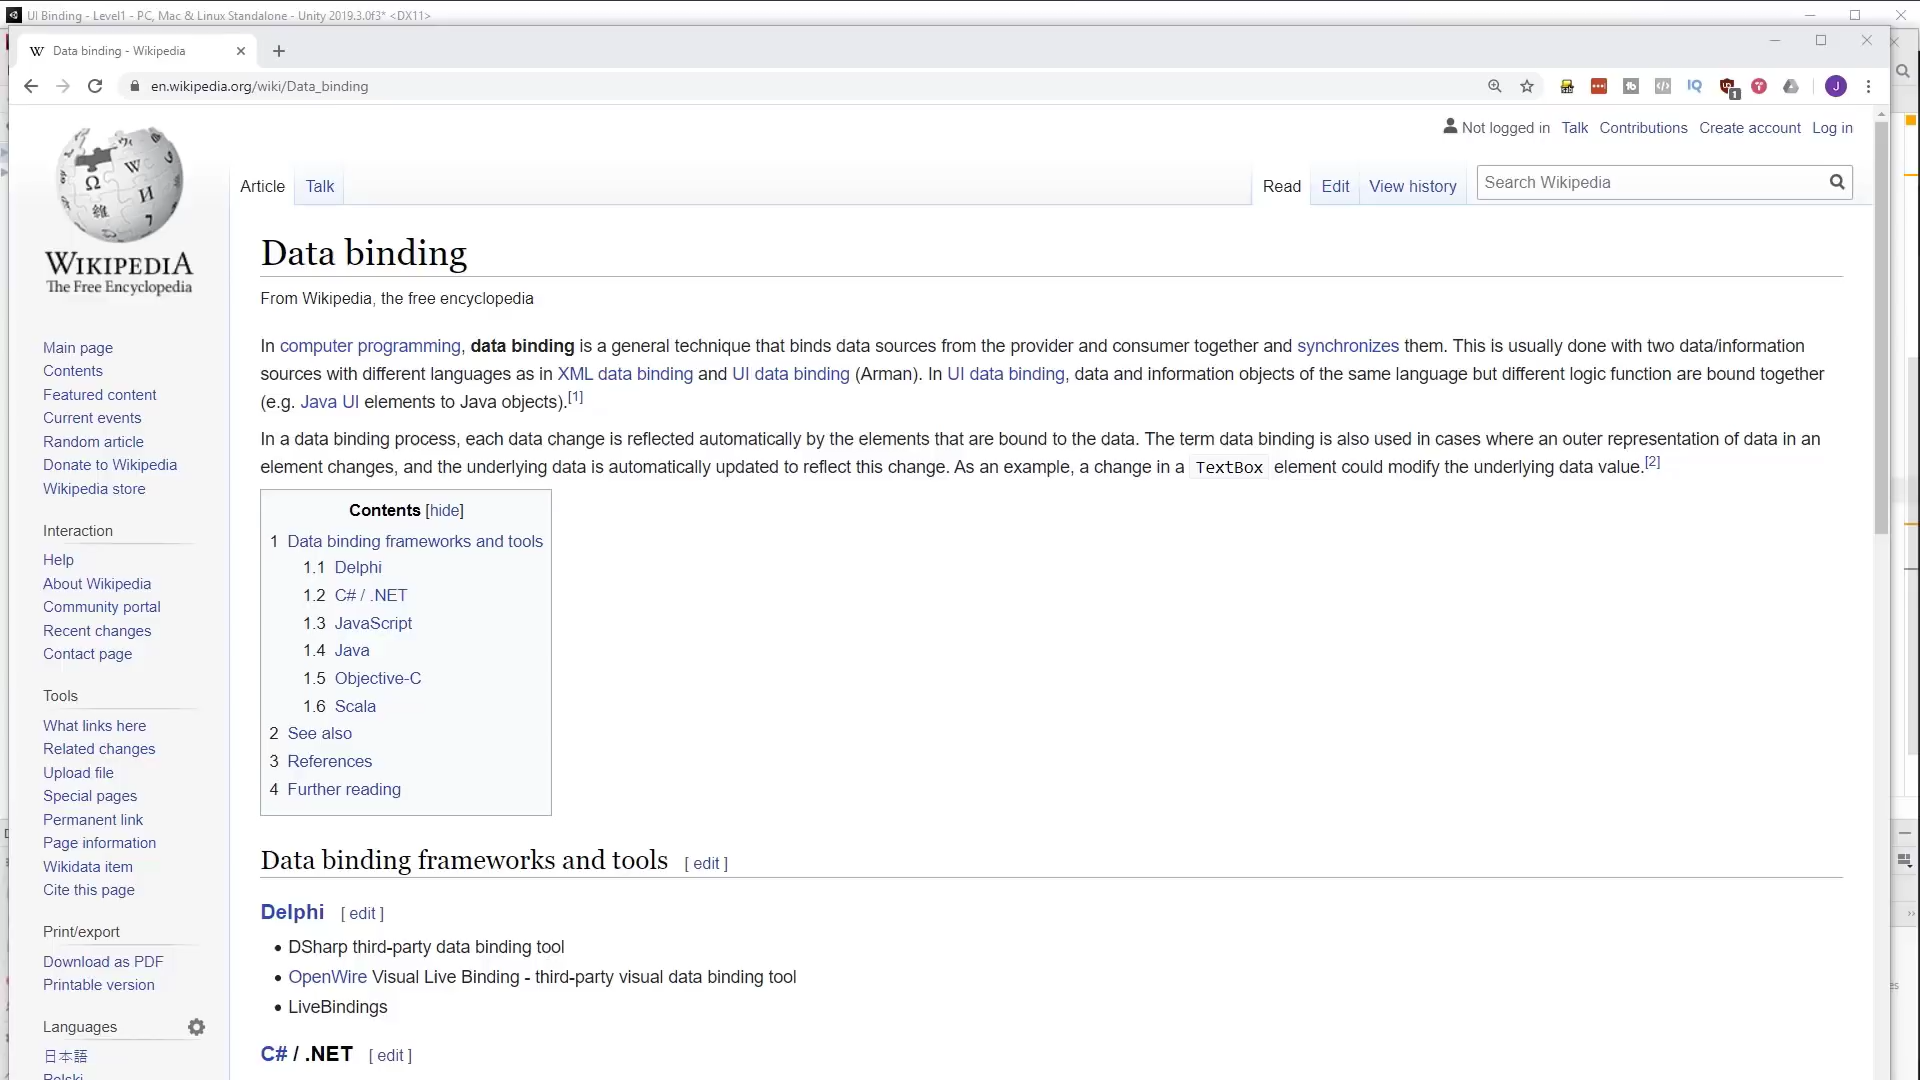 UI Binding - Level1 - PC, Mac & Linux Standalone - Unity 2019.3.0f3* <DX11>
Data binding - Wikipedia
en.wikipedia.org/wiki/Data_binding
Not logged in Talk Contributions Create account Log in
Article Talk Read Edit View history Search Wikipedia
WIKIPEDIA
The Free Encyclopedia
Data binding
From Wikipedia, the free encyclopedia
In computer programming, data binding is a general technique that binds data sources from the provider and consumer together and synchronizes them. This is usually done with two data/information
sources with different languages as in XML data binding and UI data binding (Arman). In UI data binding, data and information objects of the same language but different logic function are bound together
(e.g. Java UI elements to Java objects).[1]
In a data binding process, each data change is reflected automatically by the elements that are bound to the data. The term data binding is also used in cases where an outer representation of data in an
element changes, and the underlying data is automatically updated to reflect this change. As an example, a change in a TextBox element could modify the underlying data value.[2]
Contents [hide]
1 Data binding frameworks and tools
1.1 Delphi
1.2 C# / .NET
1.3 JavaScript
1.4 Java
1.5 Objective-C
1.6 Scala
2 See also
3 References
4 Further reading
Data binding frameworks and tools [ edit ]
Delphi [ edit ]
• DSharp third-party data binding tool
• OpenWire Visual Live Binding - third-party visual data binding tool
• LiveBindings
C# / .NET [ edit ]
Main page
Contents
Featured content
Current events
Random article
Donate to Wikipedia
Wikipedia store
Interaction
Help
About Wikipedia
Community portal
Recent changes
Contact page
Tools
What links here
Related changes
Upload file
Special pages
Permanent link
Page information
Wikidata item
Cite this page
Print/export
Download as PDF
Printable version
Languages
日本語
Polski